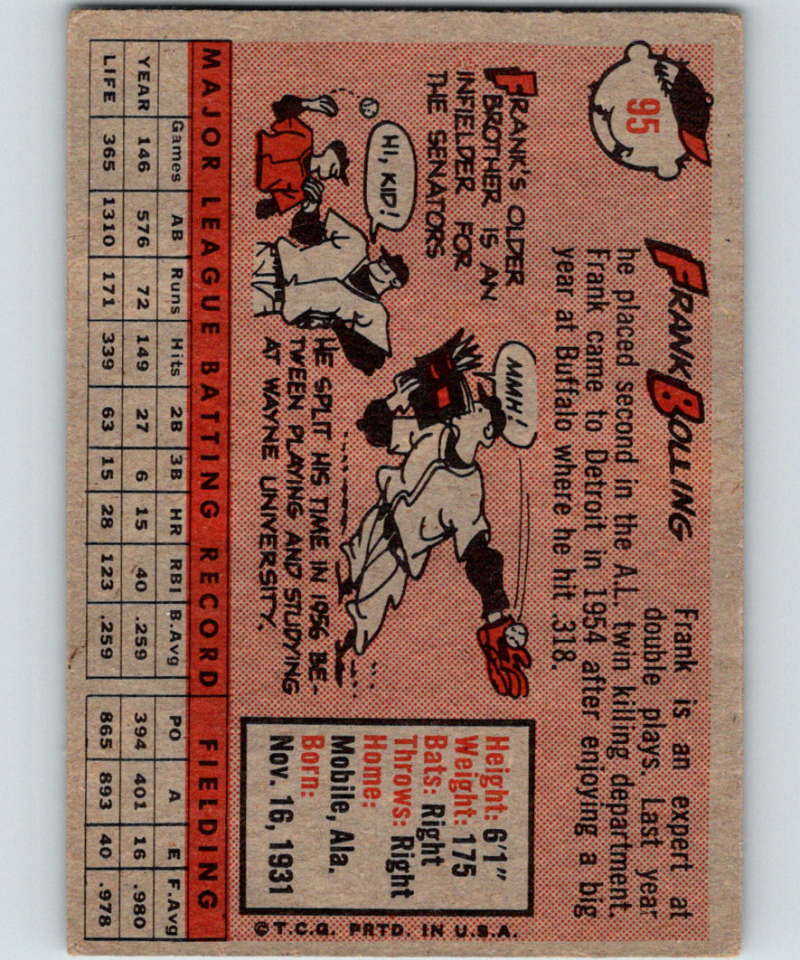 95
FRANK BOLLING
Frank is an expert at
double plays. Last year
he placed second in the A.L. twin killing department.
Frank came to Detroit in 1954 after enjoying a big
year at Buffalo where he hit .318.
FRANK'S OLDER
BROTHER IS AN
INFIELDER FOR
THE SENATORS
HI, KID!
MMH!
HE SPLIT HIS TIME IN 1956 BE-
TWEEN PLAYING AND STUDYING
AT WAYNE UNIVERSITY.
Height: 6'1"
Weight: 175
Bats: Right
Throws: Right
Home:
Mobile, Ala.
Born:
Nov. 16, 1931
©T.C.G. PRTD. IN U.S.A.
MAJOR LEAGUE BATTING RECORD FIELDING
Games AB Runs Hits 2B 3B HR RBI B.Avg PO A E F.Avg
YEAR 146 576 72 149 27 6 15 40 .259 394 401 16 .980
LIFE 365 1310 171 339 63 15 28 123 .259 865 893 40 .978